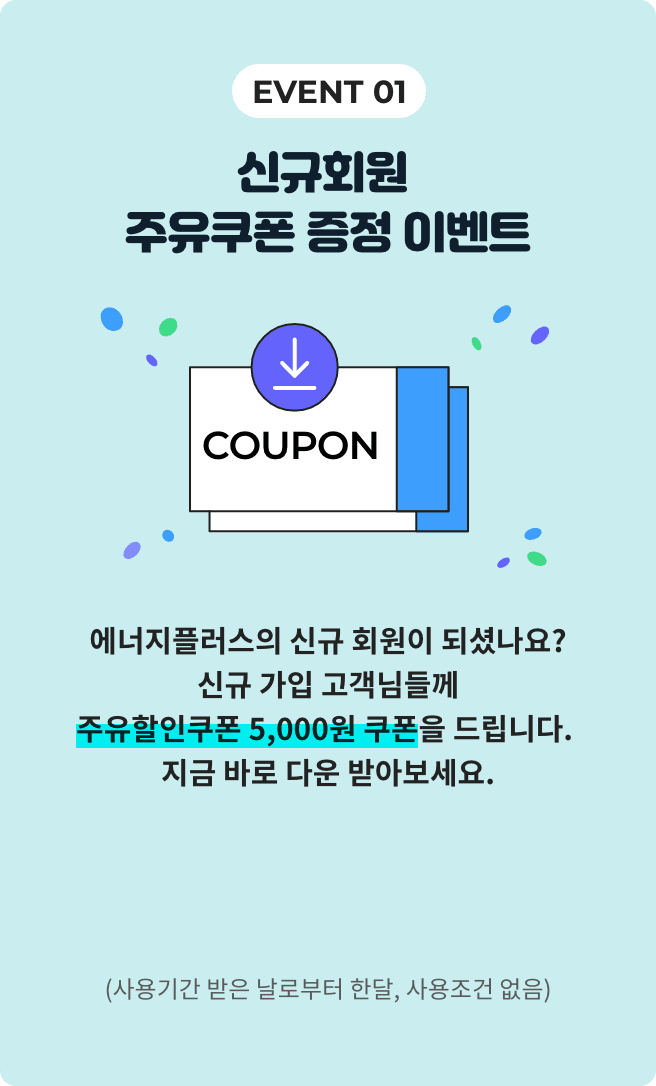 EVENT 01
신규회원
주유쿠폰 증정 이벤트
COUPON
에너지플러스의 신규 회원이 되셨나요?
신규 가입 고객님들께
주유할인쿠폰 5,000원 쿠폰을 드립니다.
지금 바로 다운 받아보세요.
(사용기간 받은 날로부터 한달, 사용조건 없음)